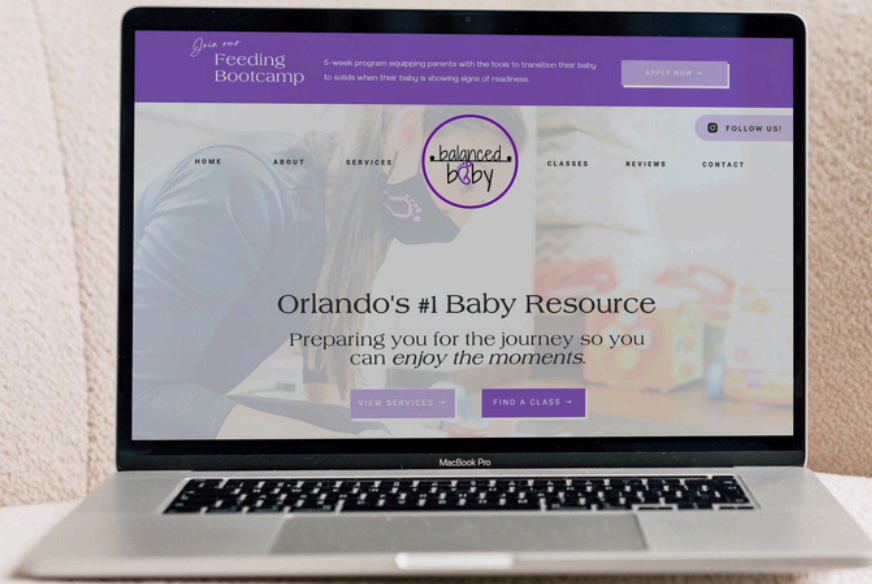 Join our
Feeding
Bootcamp
5-week program equipping parents with the tools to transition their baby
to solids when their baby is showing signs of readiness.
APPLY NOW →
FOLLOW US!
HOME
ABOUT
SERVICES
balanced
baby
CLASSES
REVIEWS
CONTACT
Orlando's #1 Baby Resource
Preparing you for the journey so you
can enjoy the moments.
VIEW SERVICES →
FIND A CLASS →
MacBook Pro